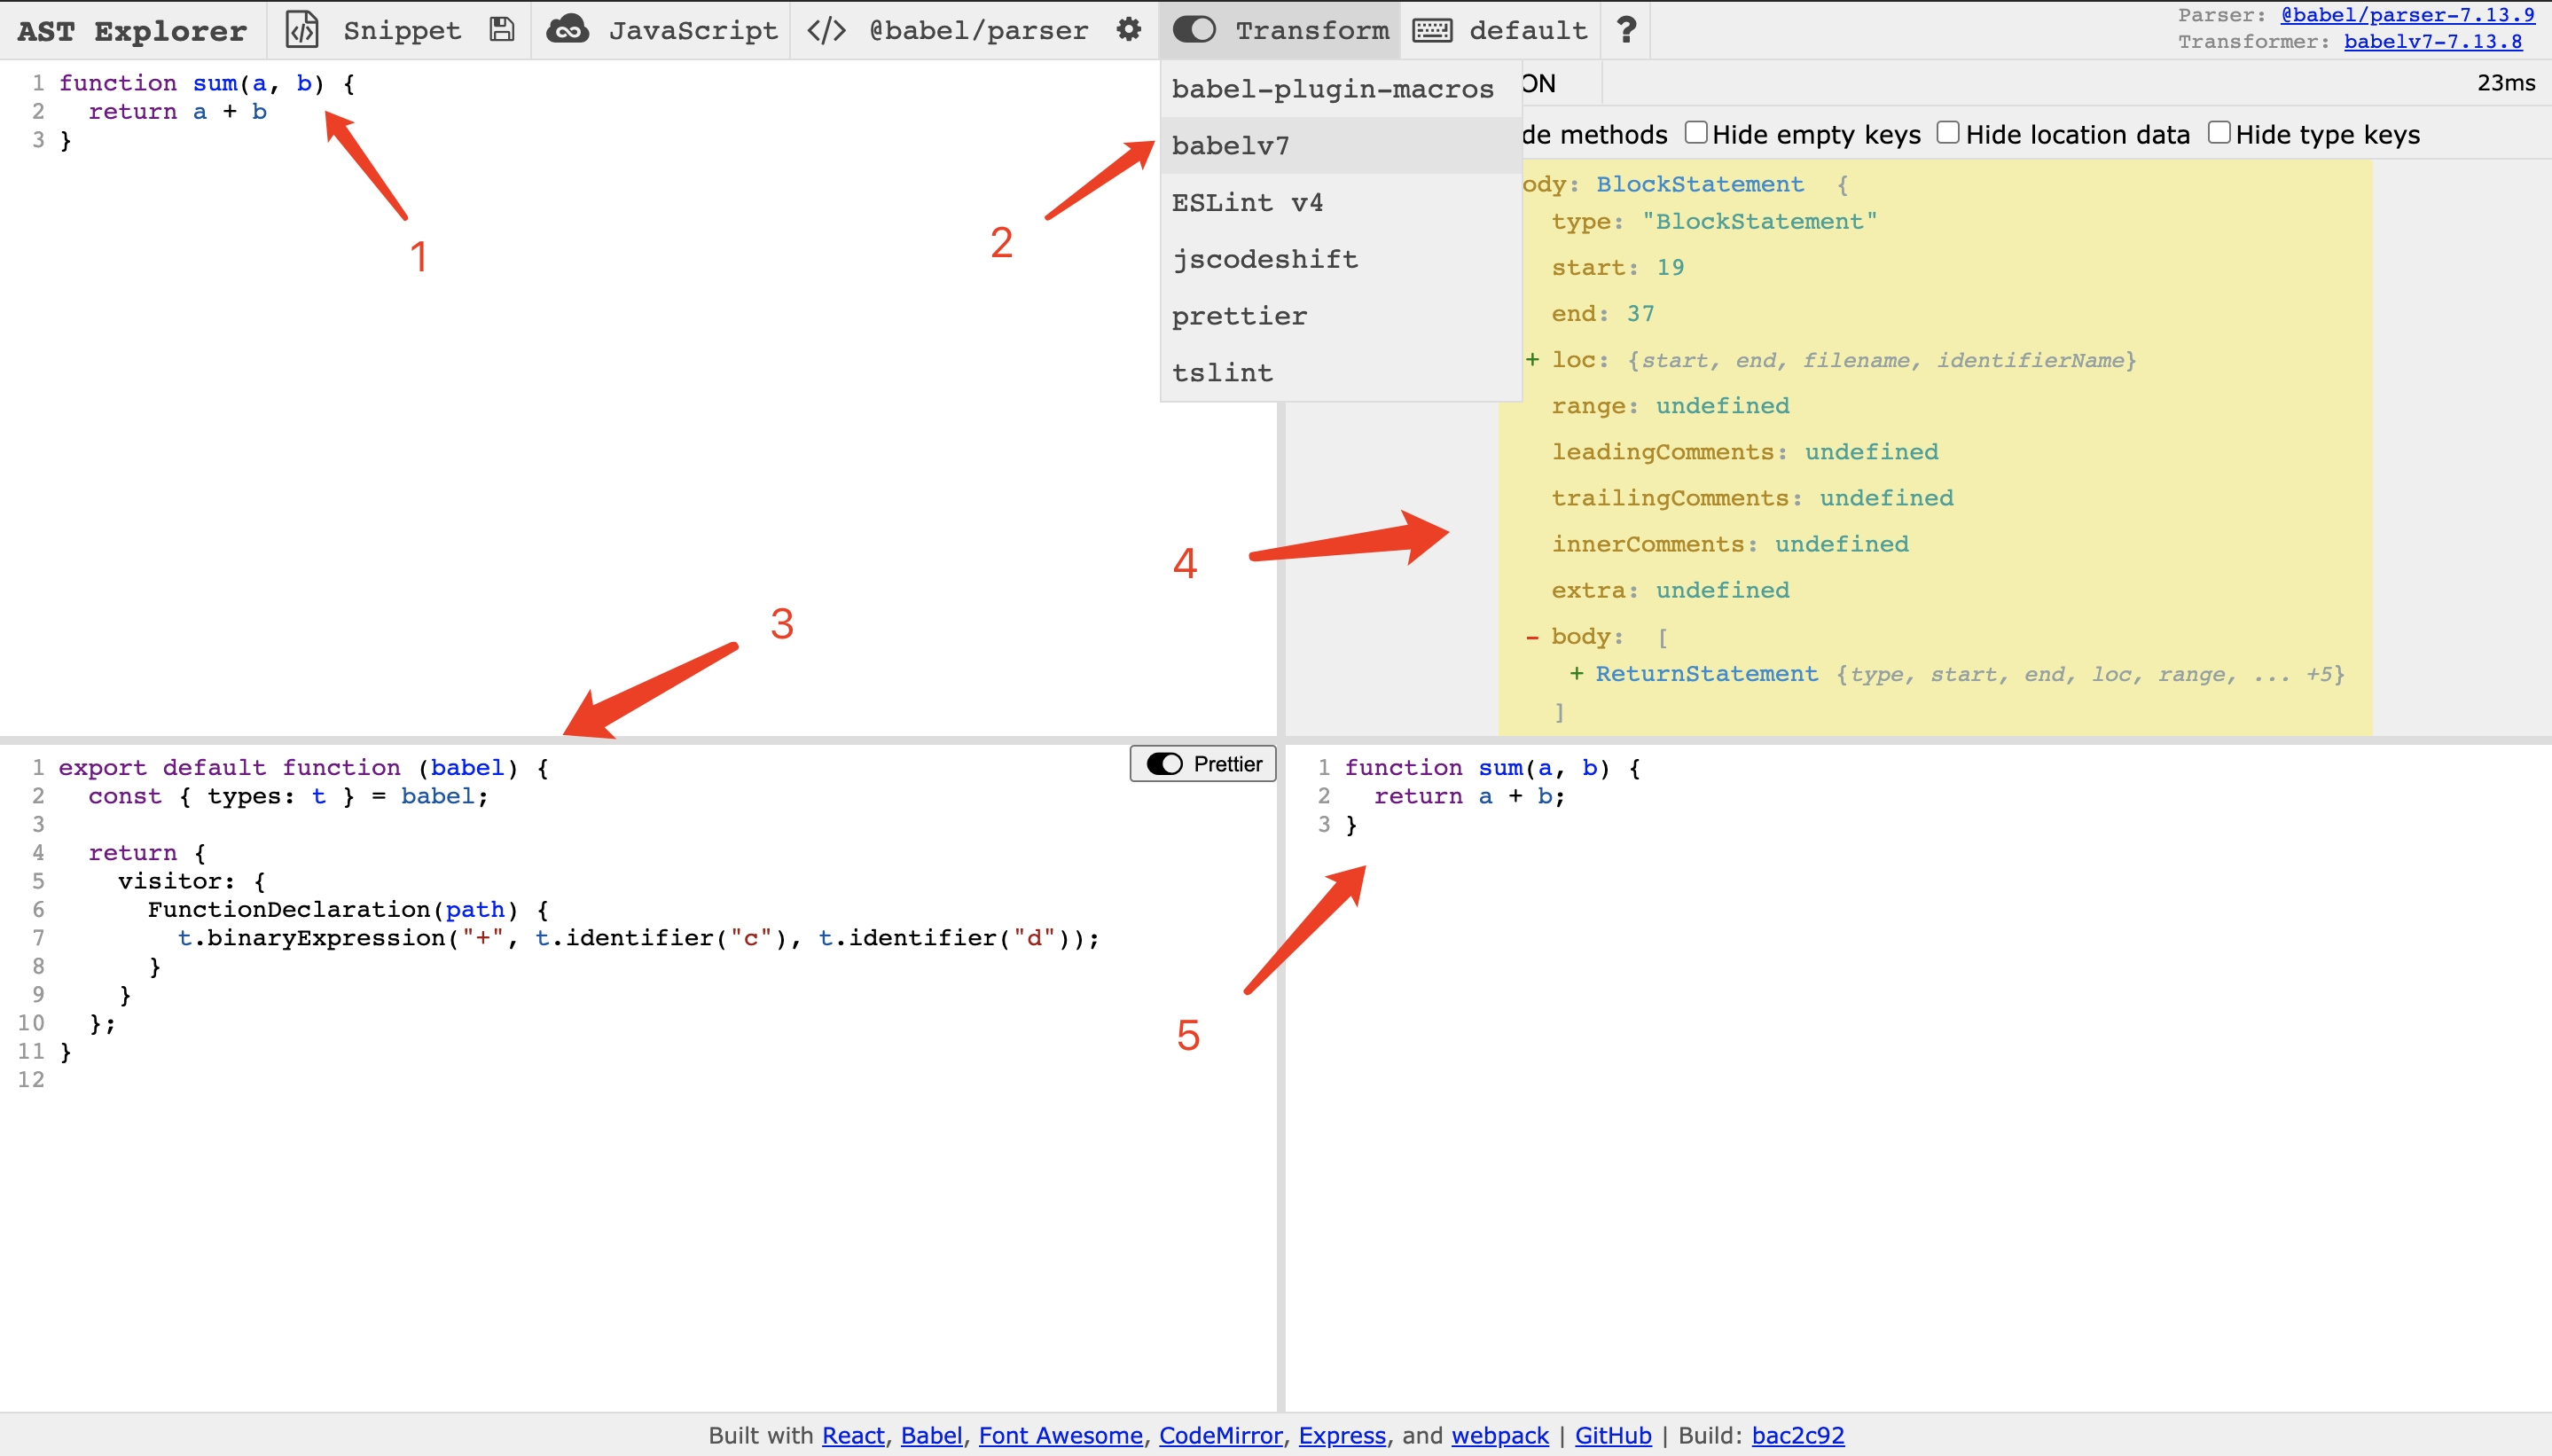 AST Explorer Snippet JavaScript </> @babel/parser Transform default ?
Parser: @babel/parser-7.13.9
Transformer: babelv7-7.13.8
1 function sum(a, b) {
2 return a + b
3 }
1
2
babel-plugin-macros
babelv7
ESLint v4
jscodeshift
prettier
tslint
ON
23ms
de methods Hide empty keys Hide location data Hide type keys
ody: BlockStatement {
type: "BlockStatement"
start: 19
end: 37
+ loc: {start, end, filename, identifierName}
range: undefined
leadingComments: undefined
trailingComments: undefined
innerComments: undefined
extra: undefined
- body: [
+ ReturnStatement {type, start, end, loc, range, ... +5}
]
4
3
1 export default function (babel) {
2 const { types: t } = babel;
3
4 return {
5 visitor: {
6 FunctionDeclaration(path) {
7 t.binaryExpression("+", t.identifier("c"), t.identifier("d"));
8 }
9 }
10 };
11 }
12
Prettier
1 function sum(a, b) {
2 return a + b;
3 }
5
Built with React, Babel, Font Awesome, CodeMirror, Express, and webpack | GitHub | Build: bac2c92